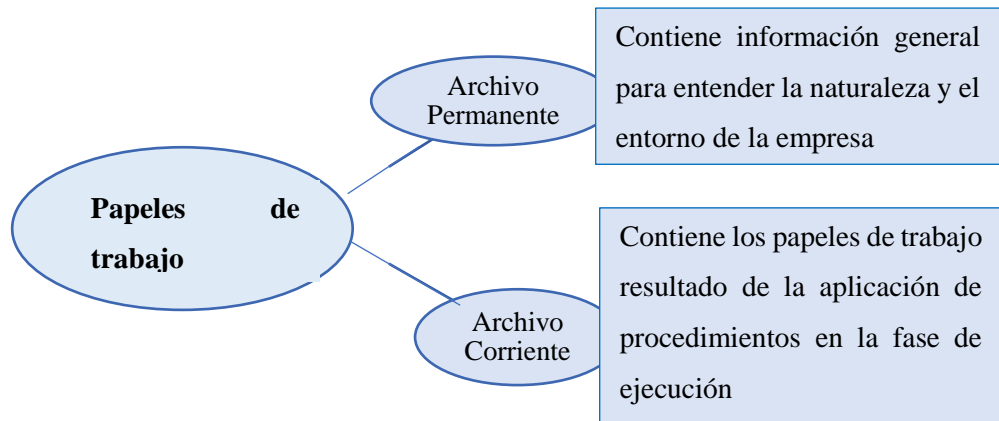 Papeles de
trabajo
Archivo
Permanente
Contiene información general
para entender la naturaleza y el
entorno de la empresa
Archivo
Corriente
Contiene los papeles de trabajo
resultado de la aplicación de
procedimientos en la fase de
ejecución